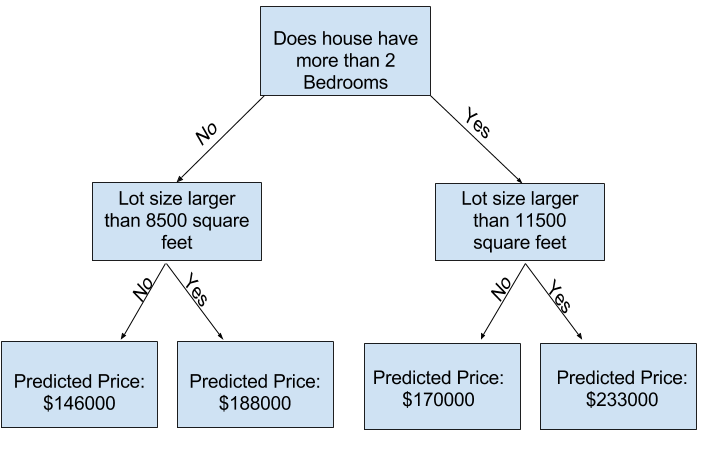 Does house have
more than 2
Bedrooms
No
Yes
Lot size larger
than 8500 square
feet
Lot size larger
than 11500
square feet
No
Yes
No
Yes
Predicted Price:
$146000
Predicted Price:
$188000
Predicted Price:
$170000
Predicted Price:
$233000